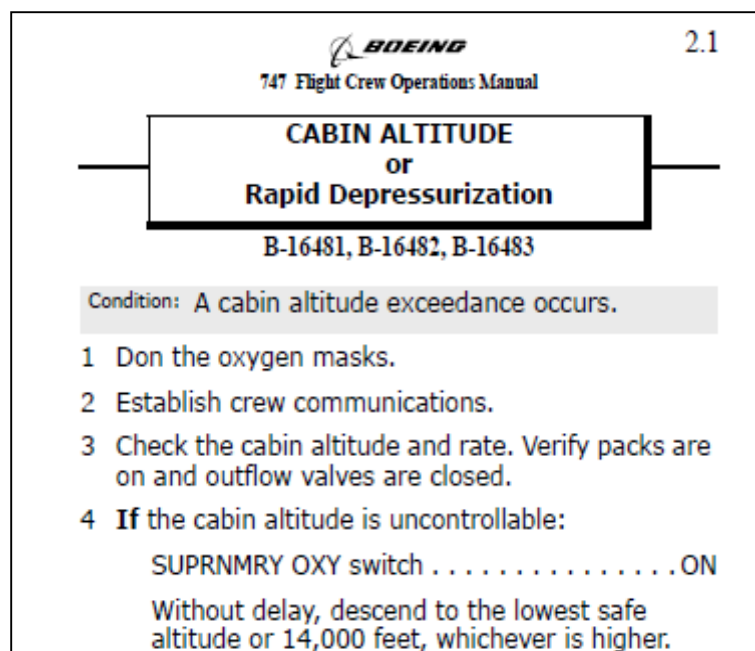 BOEING
2.1
747 Flight Crew Operations Manual
CABIN ALTITUDE
or
Rapid Depressurization
B-16481, B-16482, B-16483
Condition: A cabin altitude exceedance occurs.
1 Don the oxygen masks.
2 Establish crew communications.
3 Check the cabin altitude and rate. Verify packs are
on and outflow valves are closed.
4 If the cabin altitude is uncontrollable:
SUPRNMRY OXY switch . . . . . . . . . . . . . . . ON
Without delay, descend to the lowest safe
altitude or 14,000 feet, whichever is higher.